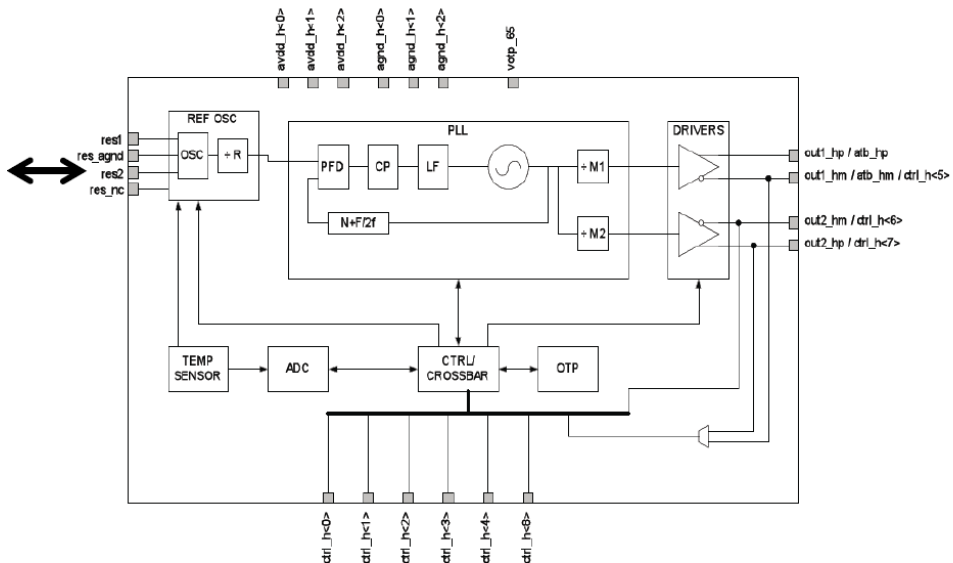 avdd_h<0>
avdd_h<1>
avdd_h<2>
agnd_h<0>
agnd_h<1>
agnd_h<2>
votp_65
REF OSC
PLL
DRIVERS
res1
res_agnd
res2
res_nc
OSC
÷ R
PFD
CP
LF
÷ M1
÷ M2
N+F/2f
out1_hp / atb_hp
out1_hm / atb_hm / ctrl_h<5>
out2_hm / ctrl_h<6>
out2_hp / ctrl_h<7>
TEMP
SENSOR
ADC
CTRL/
CROSSBAR
OTP
ctrl_h<0>
ctrl_h<1>
ctrl_h<2>
ctrl_h<3>
ctrl_h<4>
ctrl_h<8>